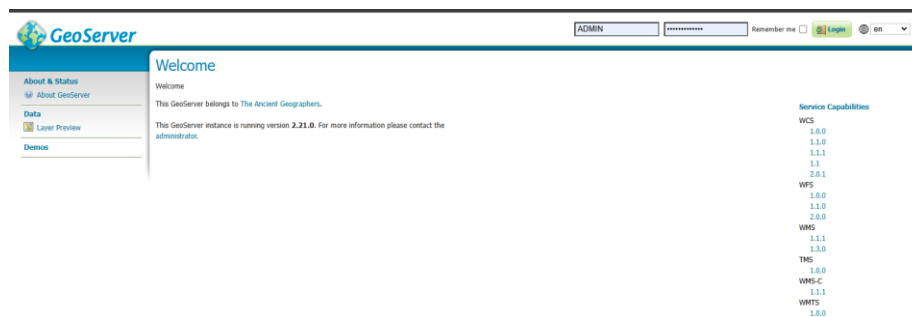 GeoServer
ADMIN
•••••••••••••
Remember me
Login
en
About & Status
About GeoServer
Data
Layer Preview
Demos
Welcome
Welcome
This GeoServer belongs to The Ancient Geographers.
This GeoServer instance is running version 2.21.0. For more information please contact the
administrator.
Service Capabilities
WCS
1.0.0
1.1.0
1.1.1
1.1
2.0.1
WFS
1.0.0
1.1.0
2.0.0
WMS
1.1.1
1.3.0
TMS
1.0.0
WMS-C
1.1.1
WMTS
1.0.0